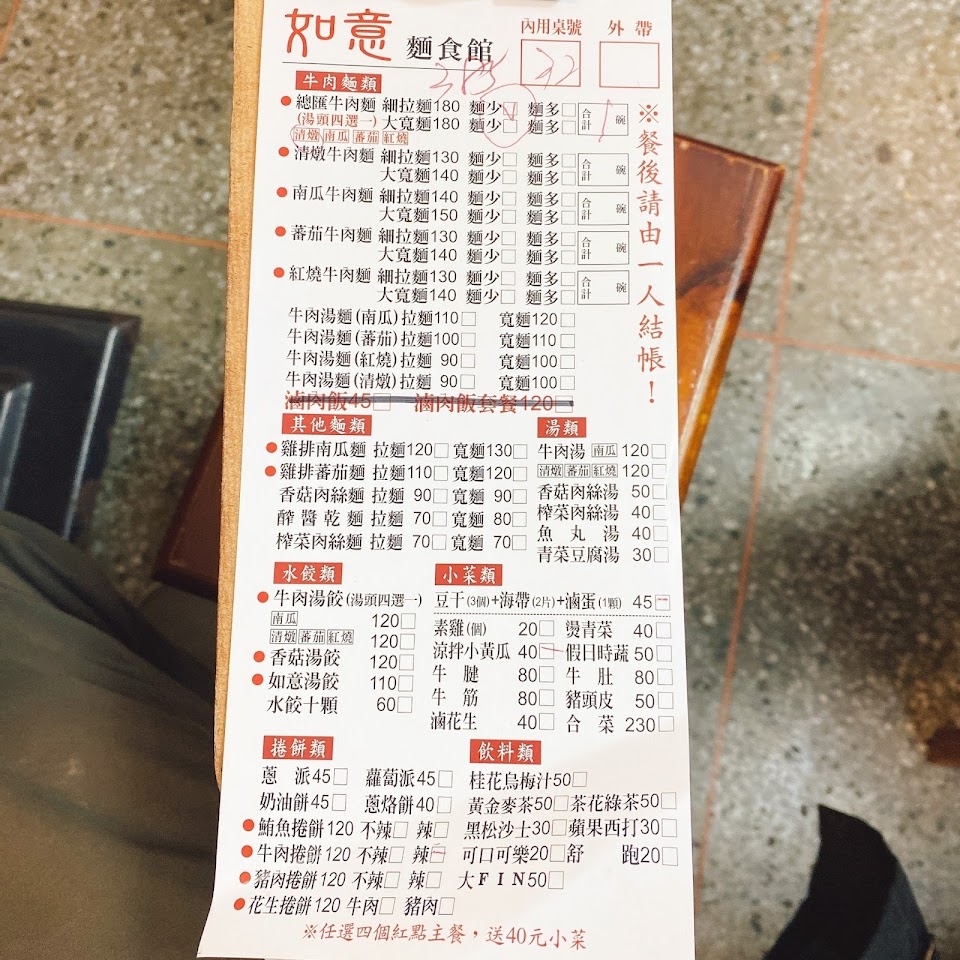 如意 麵食館
內用桌號 外帶
32
牛肉麵類
●總匯牛肉麵 細拉麵180 麵少□ 麵多□ 合計 1 碗
(湯頭四選一) 大寬麵180 麵少□ 麵多□
清燉 南瓜 蕃茄 紅燒
●清燉牛肉麵 細拉麵130 麵少□ 麵多□ 合計 碗
大寬麵140 麵少□ 麵多□
●南瓜牛肉麵 細拉麵140 麵少□ 麵多□ 合計 碗
大寬麵150 麵少□ 麵多□
●蕃茄牛肉麵 細拉麵130 麵少□ 麵多□ 合計 碗
大寬麵140 麵少□ 麵多□
●紅燒牛肉麵 細拉麵130 麵少□ 麵多□ 合計 碗
大寬麵140 麵少□ 麵多□
牛肉湯麵(南瓜)拉麵110□ 寬麵120□
牛肉湯麵(蕃茄)拉麵100□ 寬麵110□
牛肉湯麵(紅燒)拉麵 90□ 寬麵100□
牛肉湯麵(清燉)拉麵 90□ 寬麵100□
滷肉飯45□ 滷肉飯套餐120□
※餐後請由一人結帳！
其他麵類
●雞排南瓜麵 拉麵120□ 寬麵130□
●雞排蕃茄麵 拉麵110□ 寬麵120□
香菇肉絲麵 拉麵 90□ 寬麵 90□
醡醬乾麵 拉麵 70□ 寬麵 80□
榨菜肉絲麵 拉麵 70□ 寬麵 70□
湯類
牛肉湯 南瓜 120□
清燉 蕃茄 紅燒 120□
香菇肉絲湯 50□
榨菜肉絲湯 40□
魚丸湯 40□
青菜豆腐湯 30□
水餃類
●牛肉湯餃(湯頭四選一)
南瓜 120□
清燉 蕃茄 紅燒 120□
●香菇湯餃 120□
●如意湯餃 110□
水餃十顆 60□
小菜類
豆干(3個)+海帶(2片)+滷蛋(1顆) 45□
素雞(個) 20□ 燙青菜 40□
涼拌小黃瓜 40□ 假日時蔬 50□
牛腱 80□ 牛肚 80□
牛筋 80□ 豬頭皮 50□
滷花生 40□ 合菜 230□
捲餅類
蔥派45□ 蘿蔔派45□
奶油餅45□ 蔥烙餅40□
●鮪魚捲餅 120 不辣□ 辣□
●牛肉捲餅 120 不辣□ 辣□
●豬肉捲餅 120 不辣□ 辣□
●花生捲餅 120 牛肉□ 豬肉□
飲料類
桂花烏梅汁50□
黃金麥茶50□ 茶花綠茶50□
黑松沙士30□ 蘋果西打30□
可口可樂20□ 舒跑20□
大FIN50□
※任選四個紅點主餐，送40元小菜